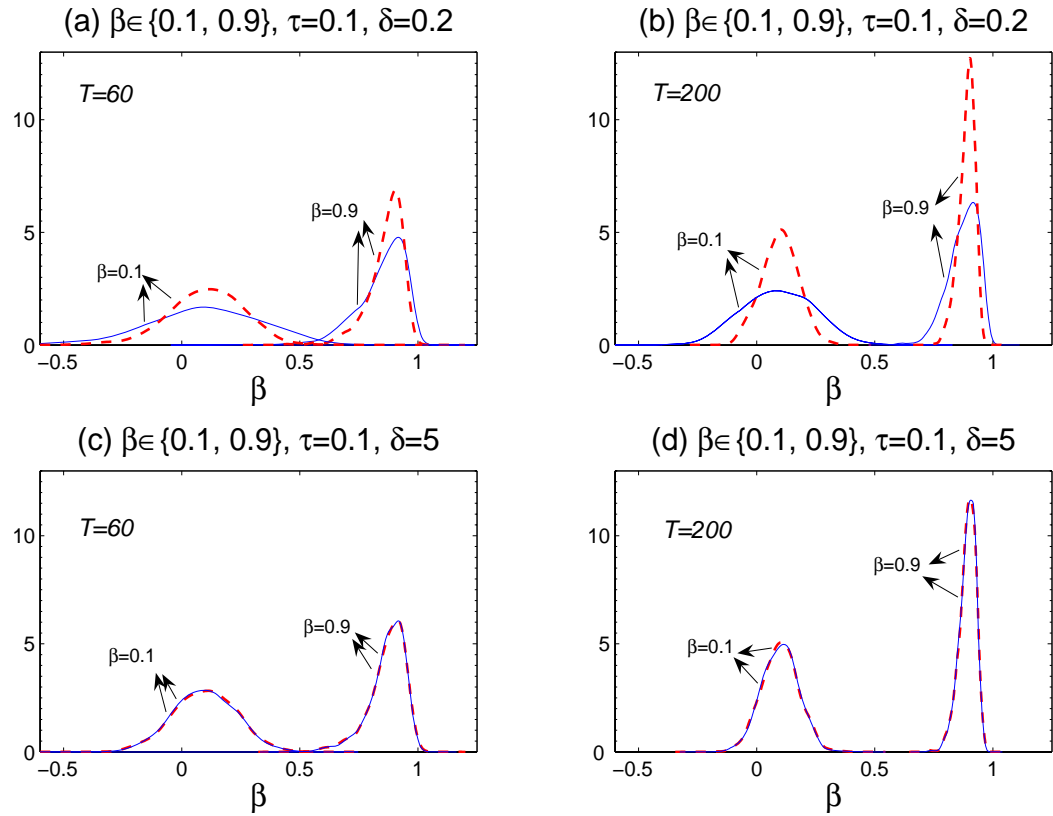 (a) β∈{0.1, 0.9}, τ=0.1, δ=0.2
T=60
10
5
0
β=0.1
β=0.9
−0.5 0 0.5 1
β
(b) β∈{0.1, 0.9}, τ=0.1, δ=0.2
T=200
10
5
0
β=0.1
β=0.9
−0.5 0 0.5 1
β
(c) β∈{0.1, 0.9}, τ=0.1, δ=5
T=60
10
5
0
β=0.1
β=0.9
−0.5 0 0.5 1
β
(d) β∈{0.1, 0.9}, τ=0.1, δ=5
T=200
10
5
0
β=0.1
β=0.9
−0.5 0 0.5 1
β